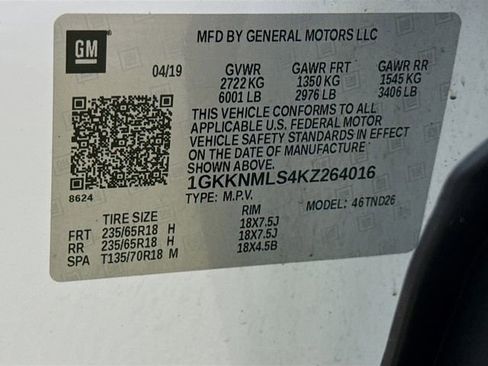 GM
MFD BY GENERAL MOTORS LLC
04/19 GVWR GAWR FRT GAWR RR
2722 KG 1350 KG 1545 KG
6001 LB 2976 LB 3406 LB
THIS VEHICLE CONFORMS TO ALL
APPLICABLE U.S. FEDERAL MOTOR
VEHICLE SAFETY STANDARDS IN EFFECT
ON THE DATE OF MANUFACTURE
SHOWN ABOVE.
1GKKNMLS4KZ264016
8624
TYPE: M.P.V. MODEL: 46TND26
TIRE SIZE RIM
FRT 235/65R18 H 18X7.5J
RR 235/65R18 H 18X7.5J
SPA T135/70R18 M 18X4.5B